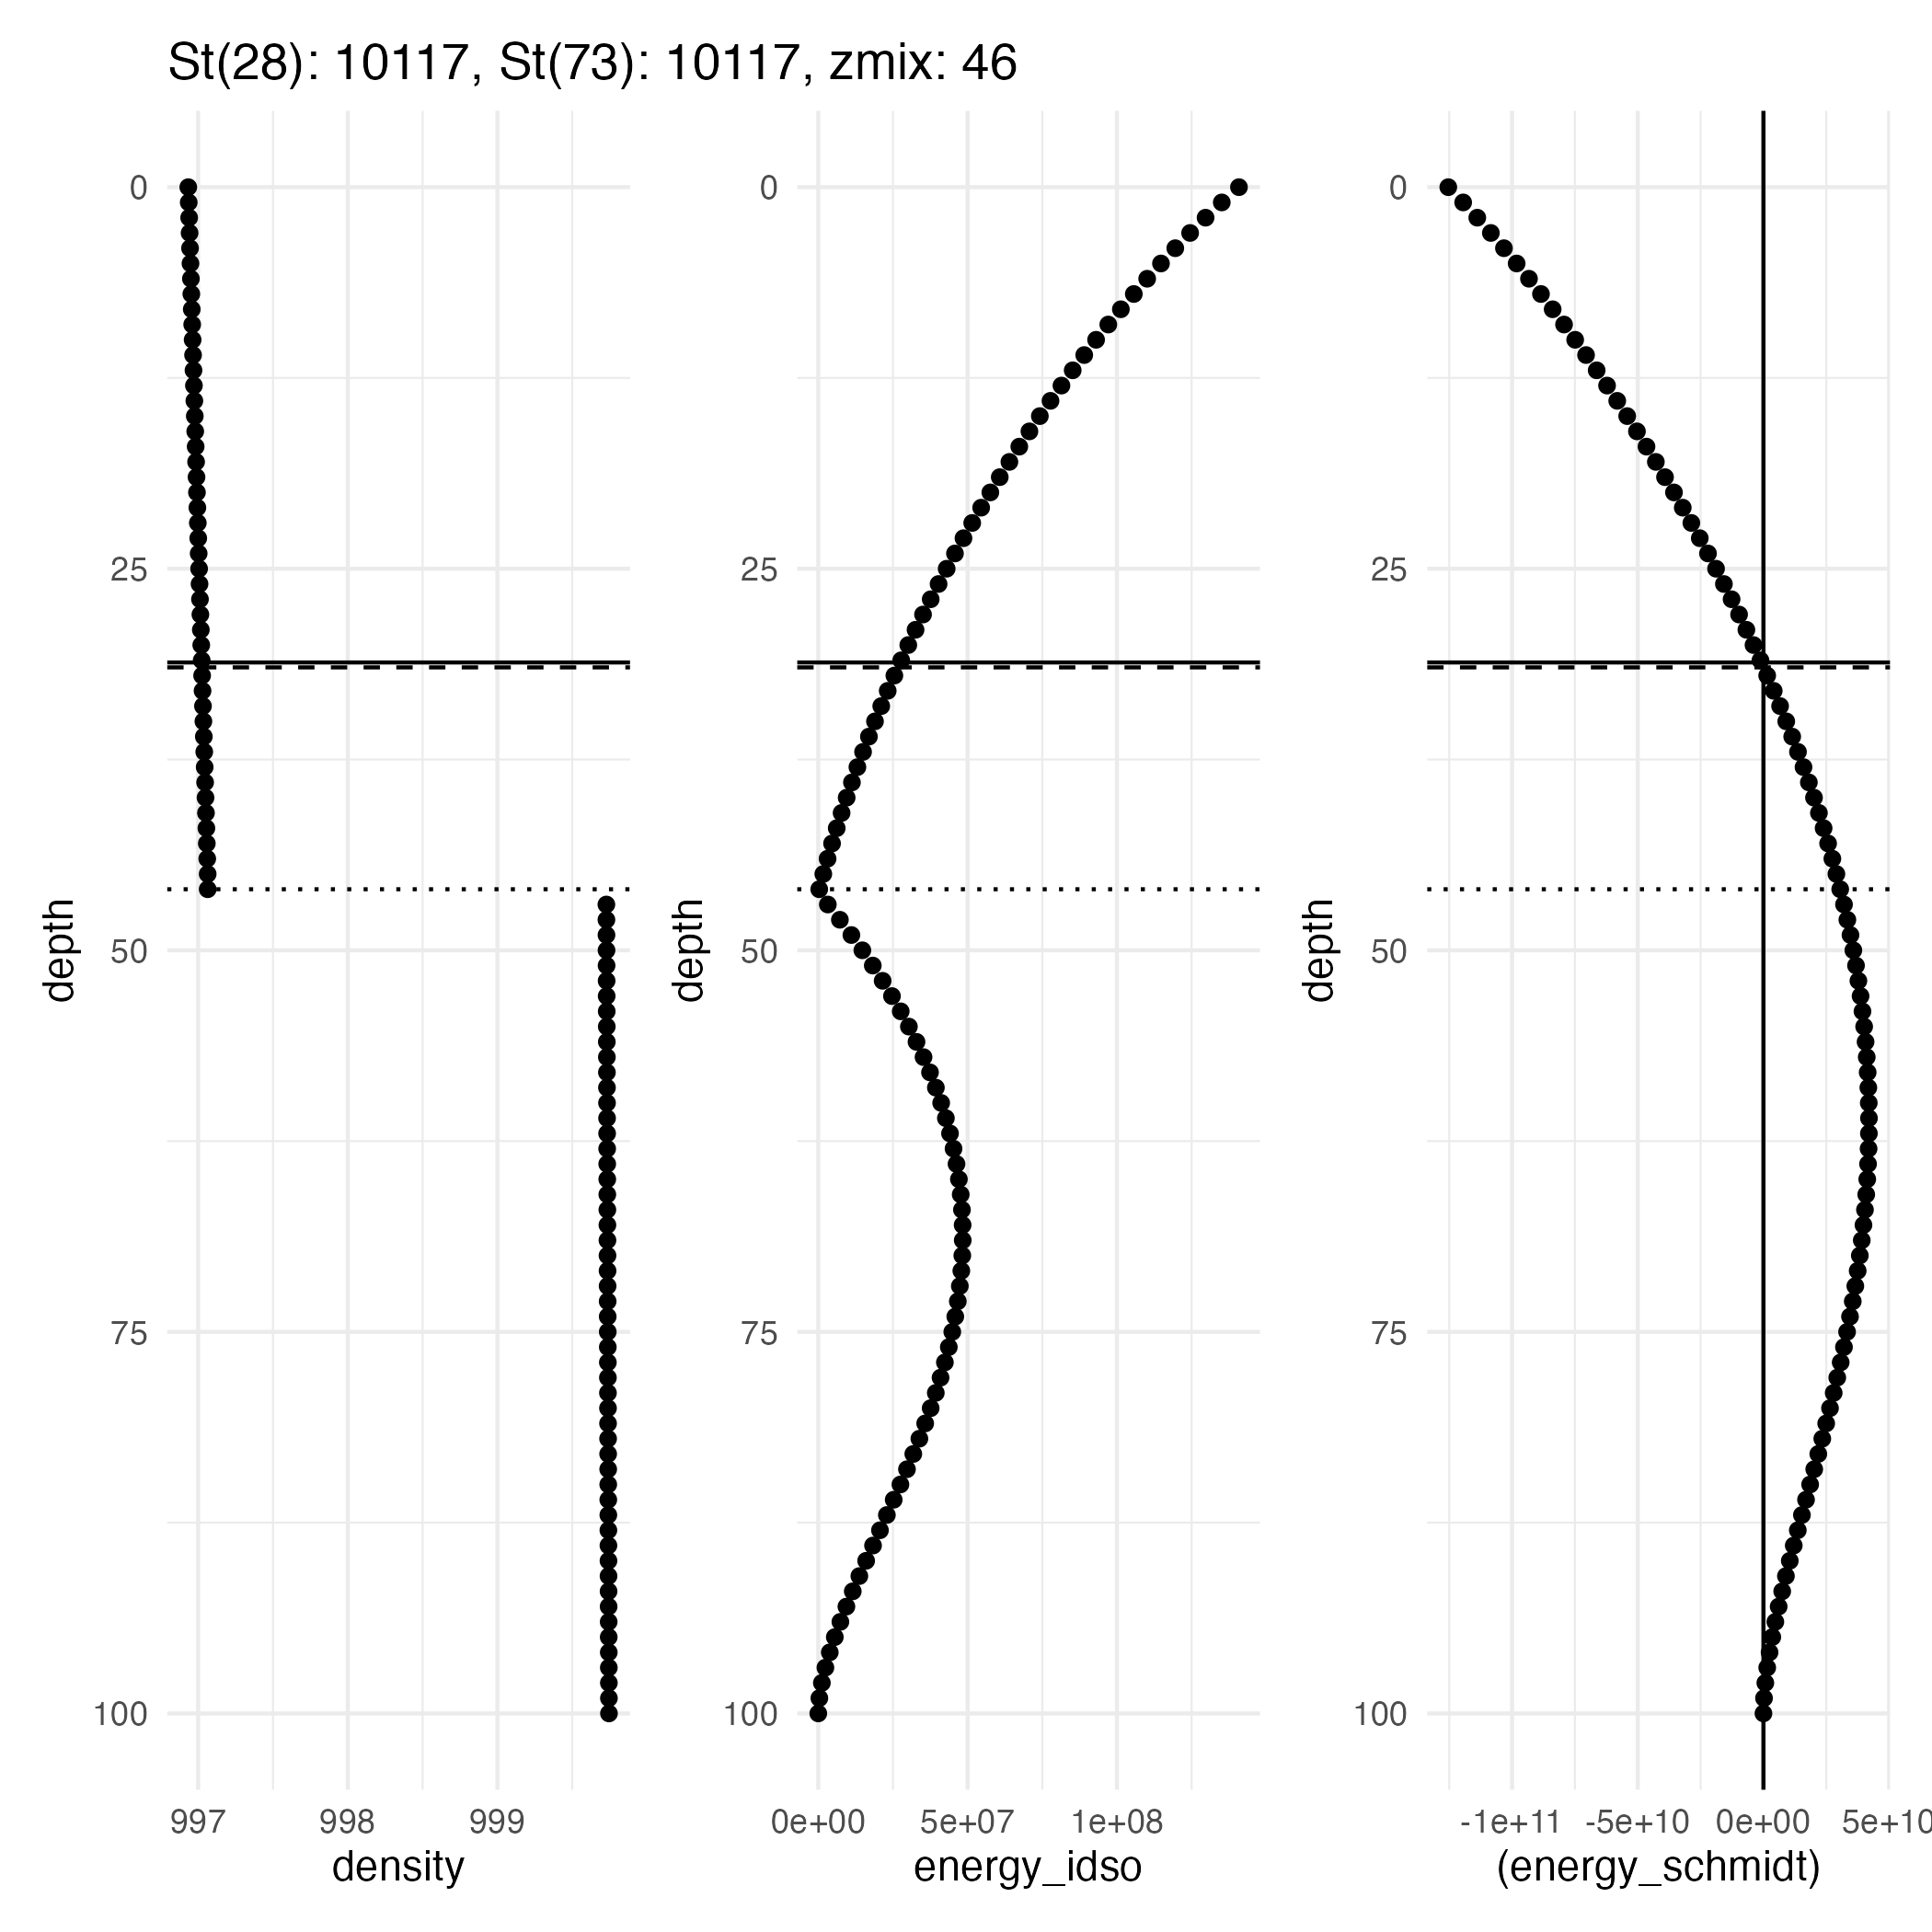 St(28): 10117, St(73): 10117, zmix: 46
depth
0
25
50
75
100
997
998
999
density
depth
0
25
50
75
100
0e+00
5e+07
1e+08
energy_idso
depth
0
25
50
75
100
-1e+11
-5e+10
0e+00
5e+10
(energy_schmidt)